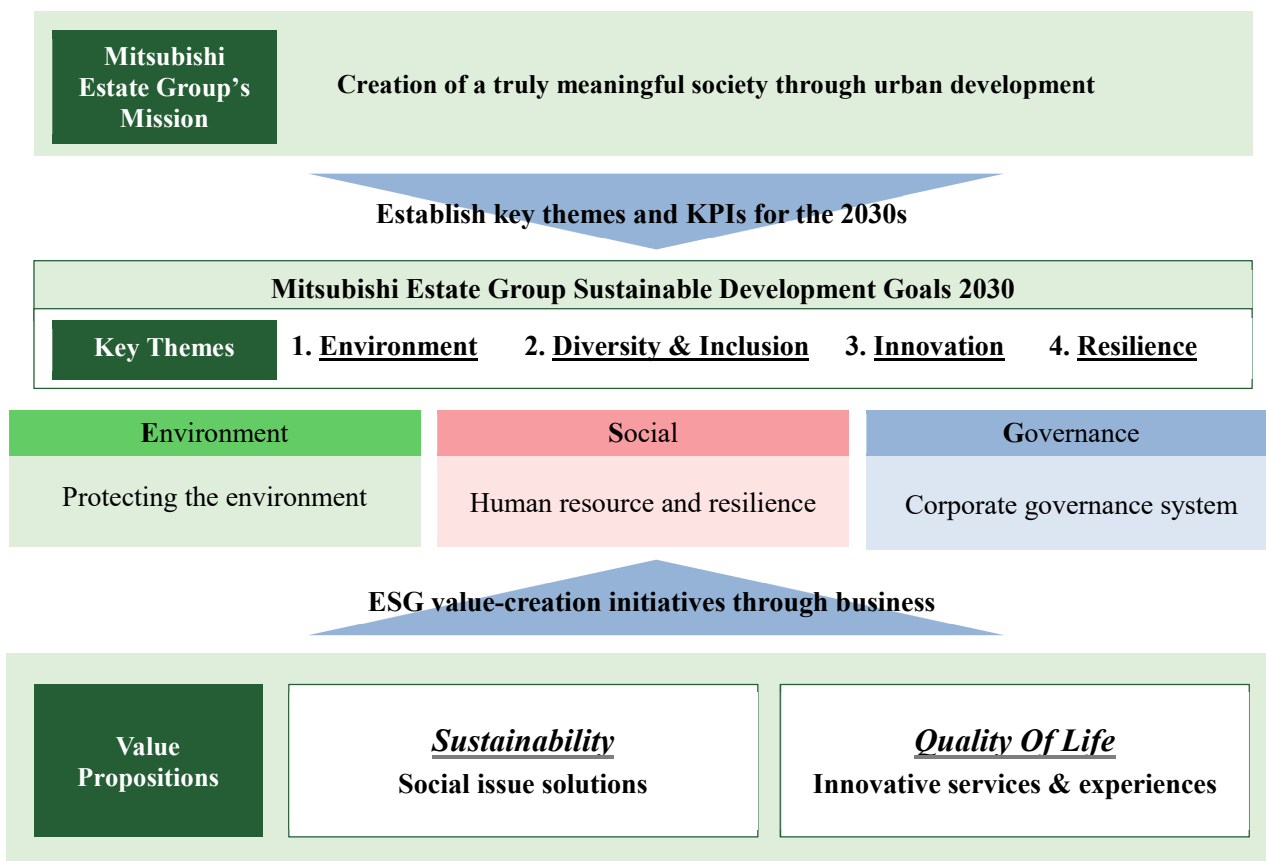 Mitsubishi
Estate Group's
Mission
Creation of a truly meaningful society through urban development
Establish key themes and KPIs for the 2030s
Mitsubishi Estate Group Sustainable Development Goals 2030
Key Themes
1. Environment
2. Diversity & Inclusion
3. Innovation
4. Resilience
Environment
Protecting the environment
Social
Human resource and resilience
Governance
Corporate governance system
ESG value-creation initiatives through business
Value
Propositions
Sustainability
Social issue solutions
Quality Of Life
Innovative services & experiences